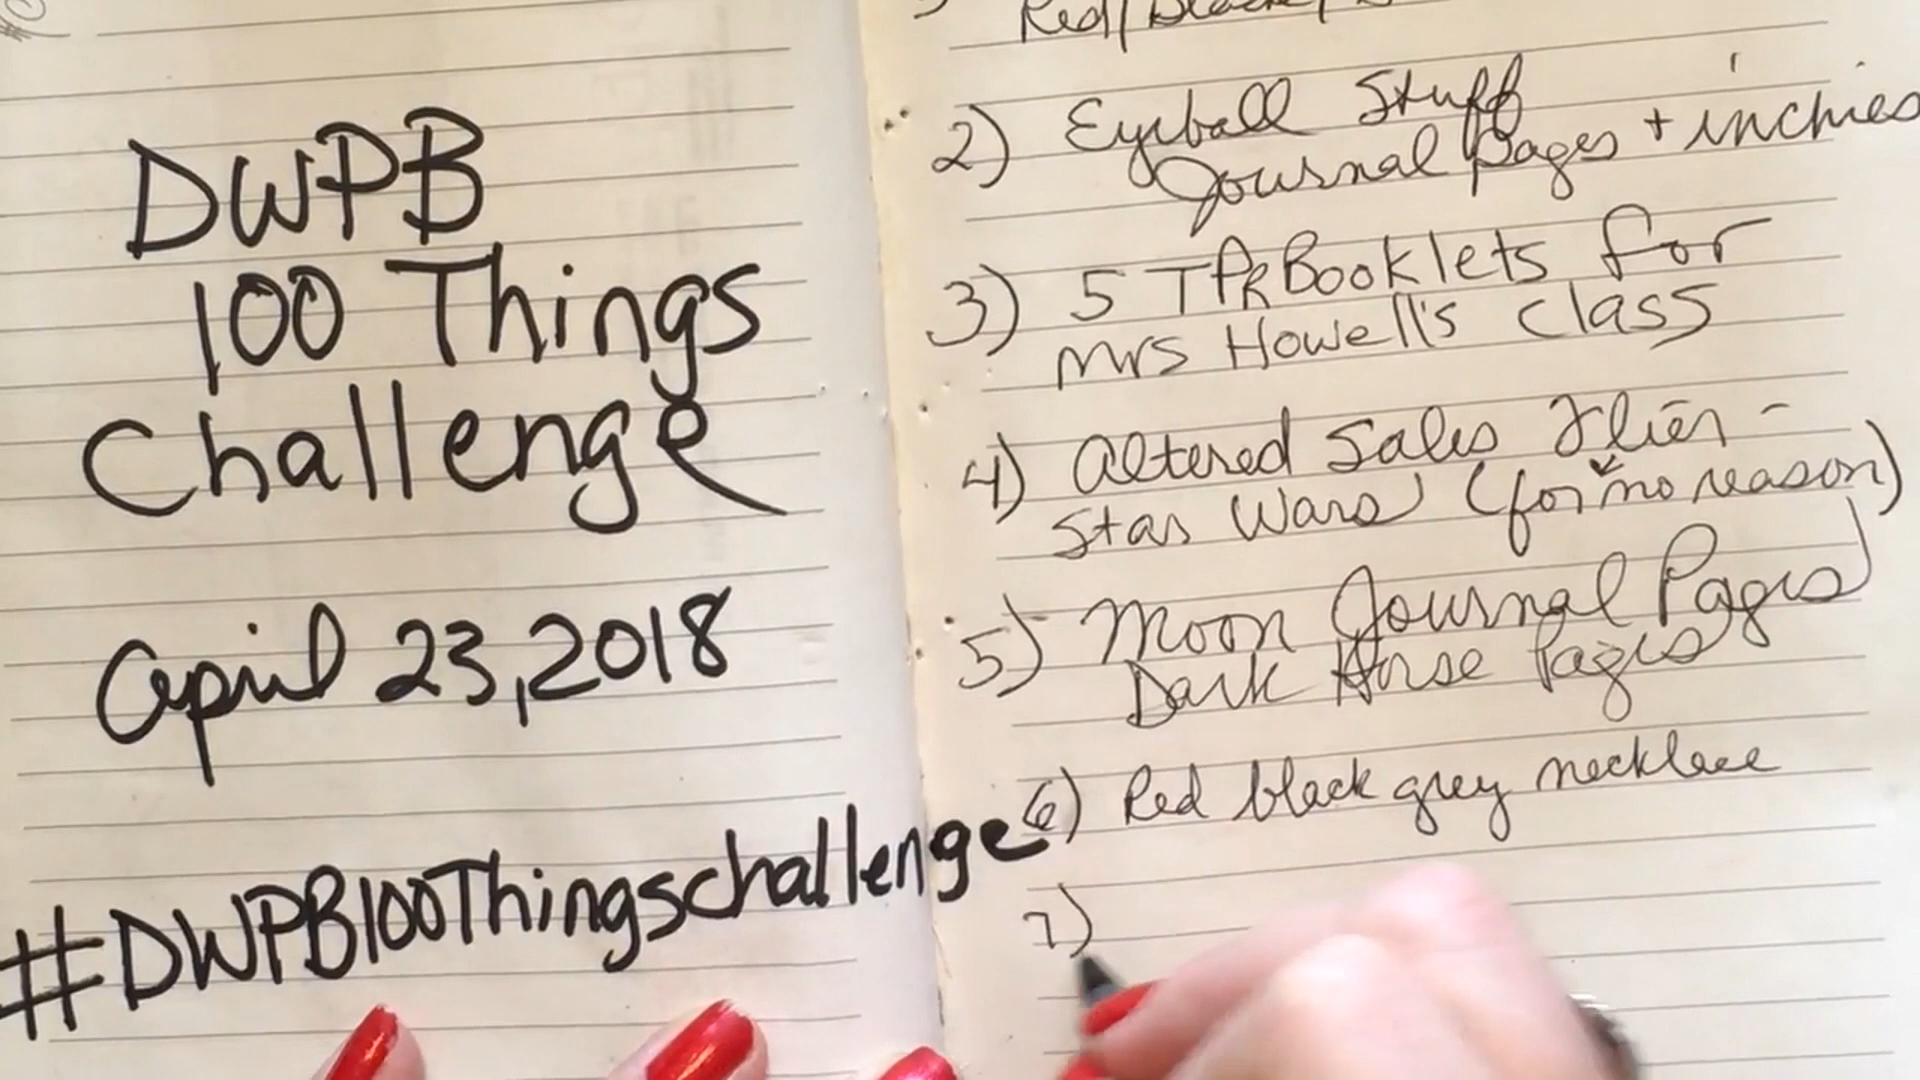 DWPB
100 Things
Challenge
April 23, 2018
#DWPB100Thingschallenge
Red/Black/
2) Eyeball Stuff
Journal Pages + inchies
3) 5 TPR Booklets for
Mrs Howell's class
4) Altered Sales Flier -
Star Wars (for no reason)
5) Moon Journal Pages
Dark Horse Pages
6) Red black grey necklace
7)